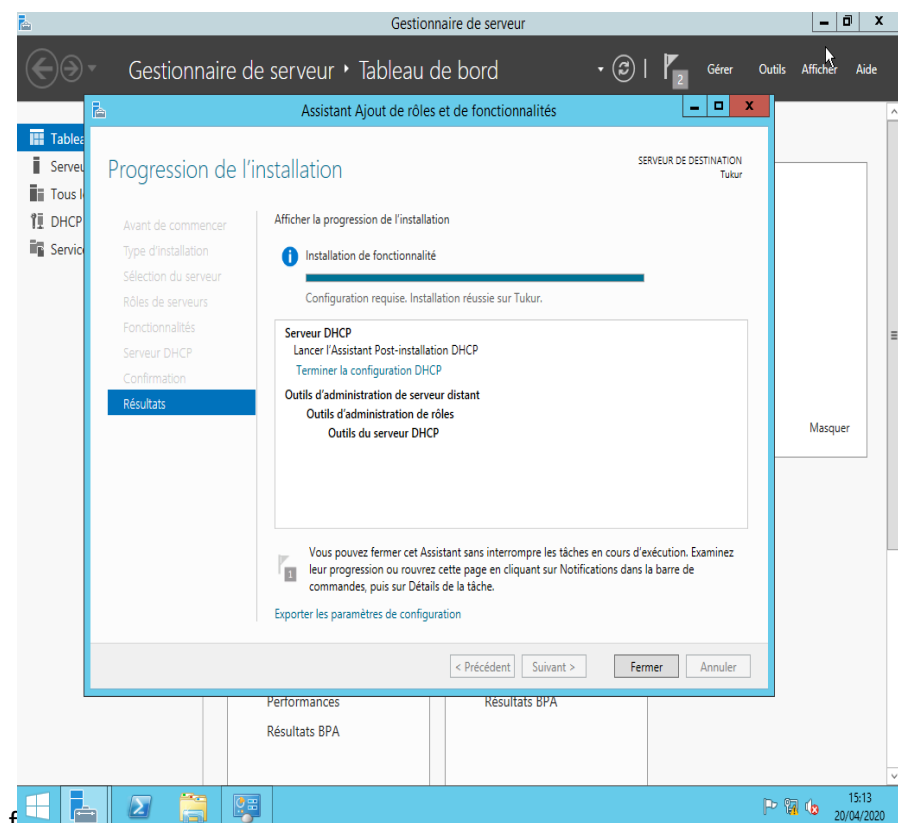 Gestionnaire de serveur
Gestionnaire de serveur • Tableau de bord
2
Gérer
Outils
Afficher
Aide
Assistant Ajout de rôles et de fonctionnalités
Progression de l'installation
SERVEUR DE DESTINATION
Tukur
Tablea
Serveu
Tous l
DHCP
Service
Avant de commencer
Type d'installation
Sélection du serveur
Rôles de serveurs
Fonctionnalités
Serveur DHCP
Confirmation
Résultats
Afficher la progression de l'installation
Installation de fonctionnalité
Configuration requise. Installation réussie sur Tukur.
Serveur DHCP
Lancer l'Assistant Post-installation DHCP
Terminer la configuration DHCP
Outils d'administration de serveur distant
Outils d'administration de rôles
Outils du serveur DHCP
1
Vous pouvez fermer cet Assistant sans interrompre les tâches en cours d'exécution. Examinez
leur progression ou rouvrez cette page en cliquant sur Notifications dans la barre de
commandes, puis sur Détails de la tâche.
Exporter les paramètres de configuration
< Précédent
Suivant >
Fermer
Annuler
Masquer
Performances
Résultats BPA
Résultats BPA
15:13
20/04/2020